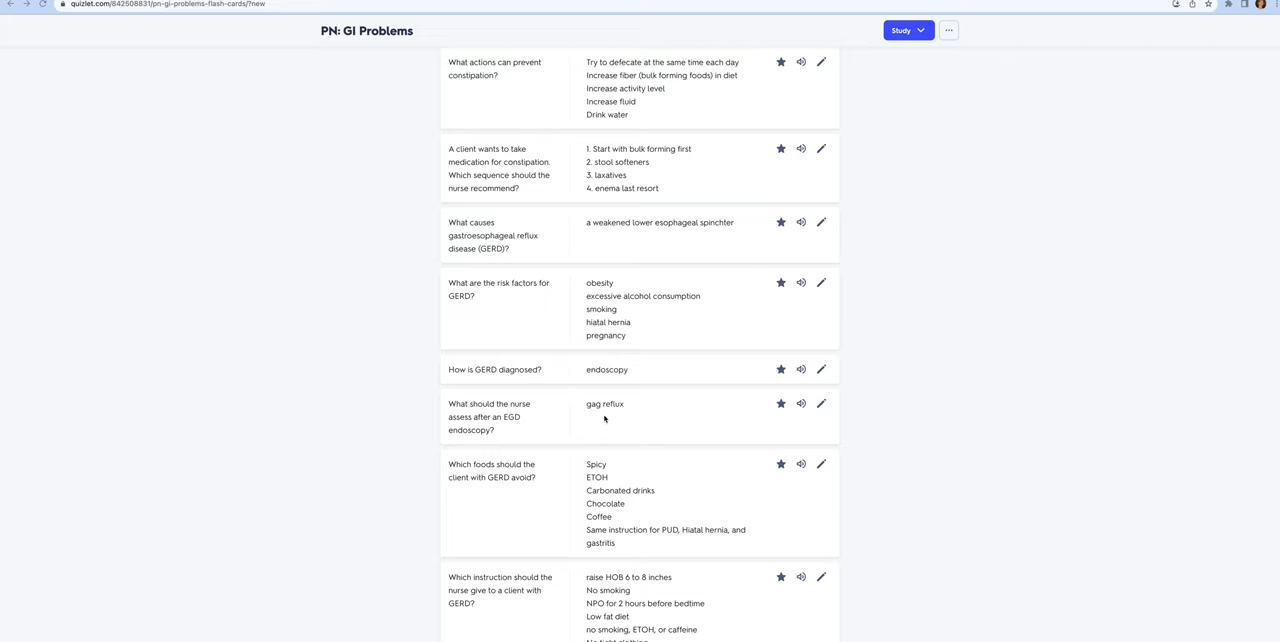 quizlet.com/842508831/pn-gi-problems-flash-cards/?new
PN: GI Problems
Study
What actions can prevent
constipation?
Try to defecate at the same time each day
Increase fiber (bulk forming foods) in diet
Increase activity level
Increase fluid
Drink water
A client wants to take
medication for constipation.
Which sequence should the
nurse recommend?
1. Start with bulk forming first
2. stool softeners
3. laxatives
4. enema last resort
What causes
gastroesophageal reflux
disease (GERD)?
a weakened lower esophageal spinchter
What are the risk factors for
GERD?
obesity
excessive alcohol consumption
smoking
hiatal hernia
pregnancy
How is GERD diagnosed?
endoscopy
What should the nurse
assess after an EGD
endoscopy?
gag reflux
Which foods should the
client with GERD avoid?
Spicy
ETOH
Carbonated drinks
Chocolate
Coffee
Same instruction for PUD, Hiatal hernia, and
gastritis
Which instruction should the
nurse give to a client with
GERD?
raise HOB 6 to 8 inches
No smoking
NPO for 2 hours before bedtime
Low fat diet
no smoking, ETOH, or caffeine
No tight clothing